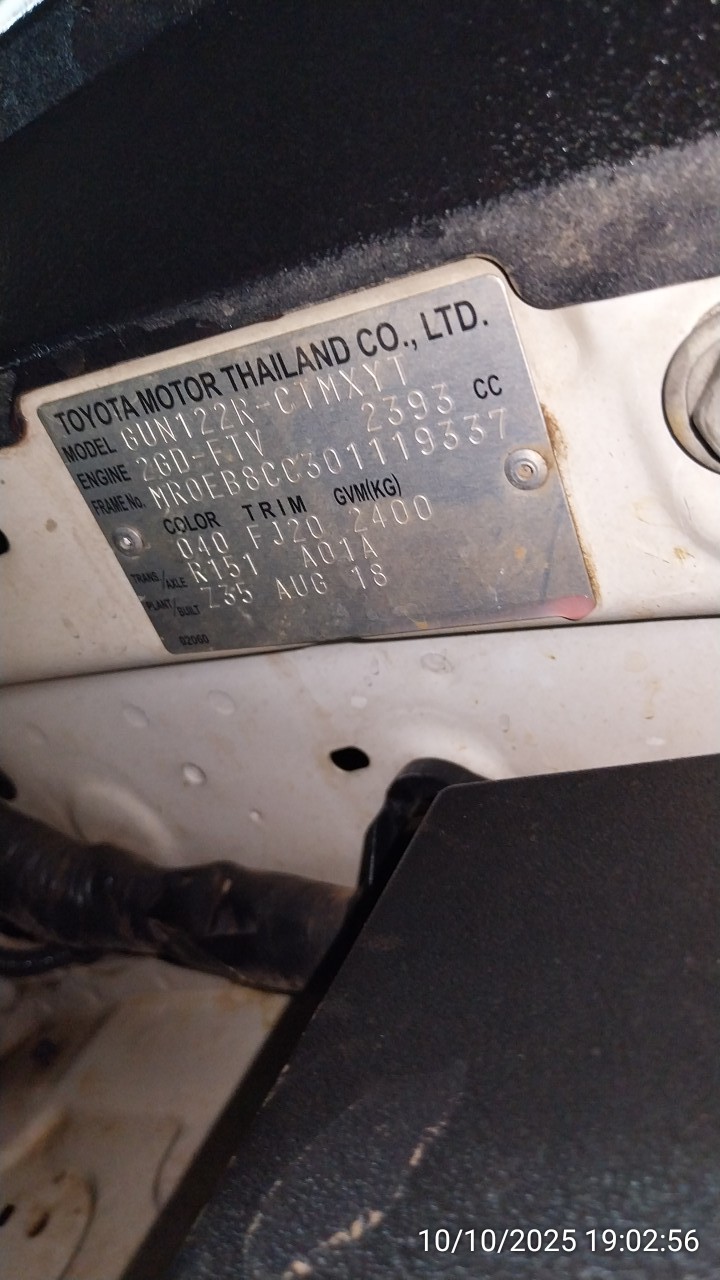 TOYOTA MOTOR THAILAND CO., LTD.
MODEL GUN122R-CTMXYT
ENGINE 2GD-FTV 2393 CC
FRAME No. MR0EB8CC301119337
COLOR TRIM GVM(KG)
040 FJ20 2400
TRANS./AXLE R151 A01A
PLANT/BUILT Z35 AUG 18
92060
10/10/2025 19:02:56